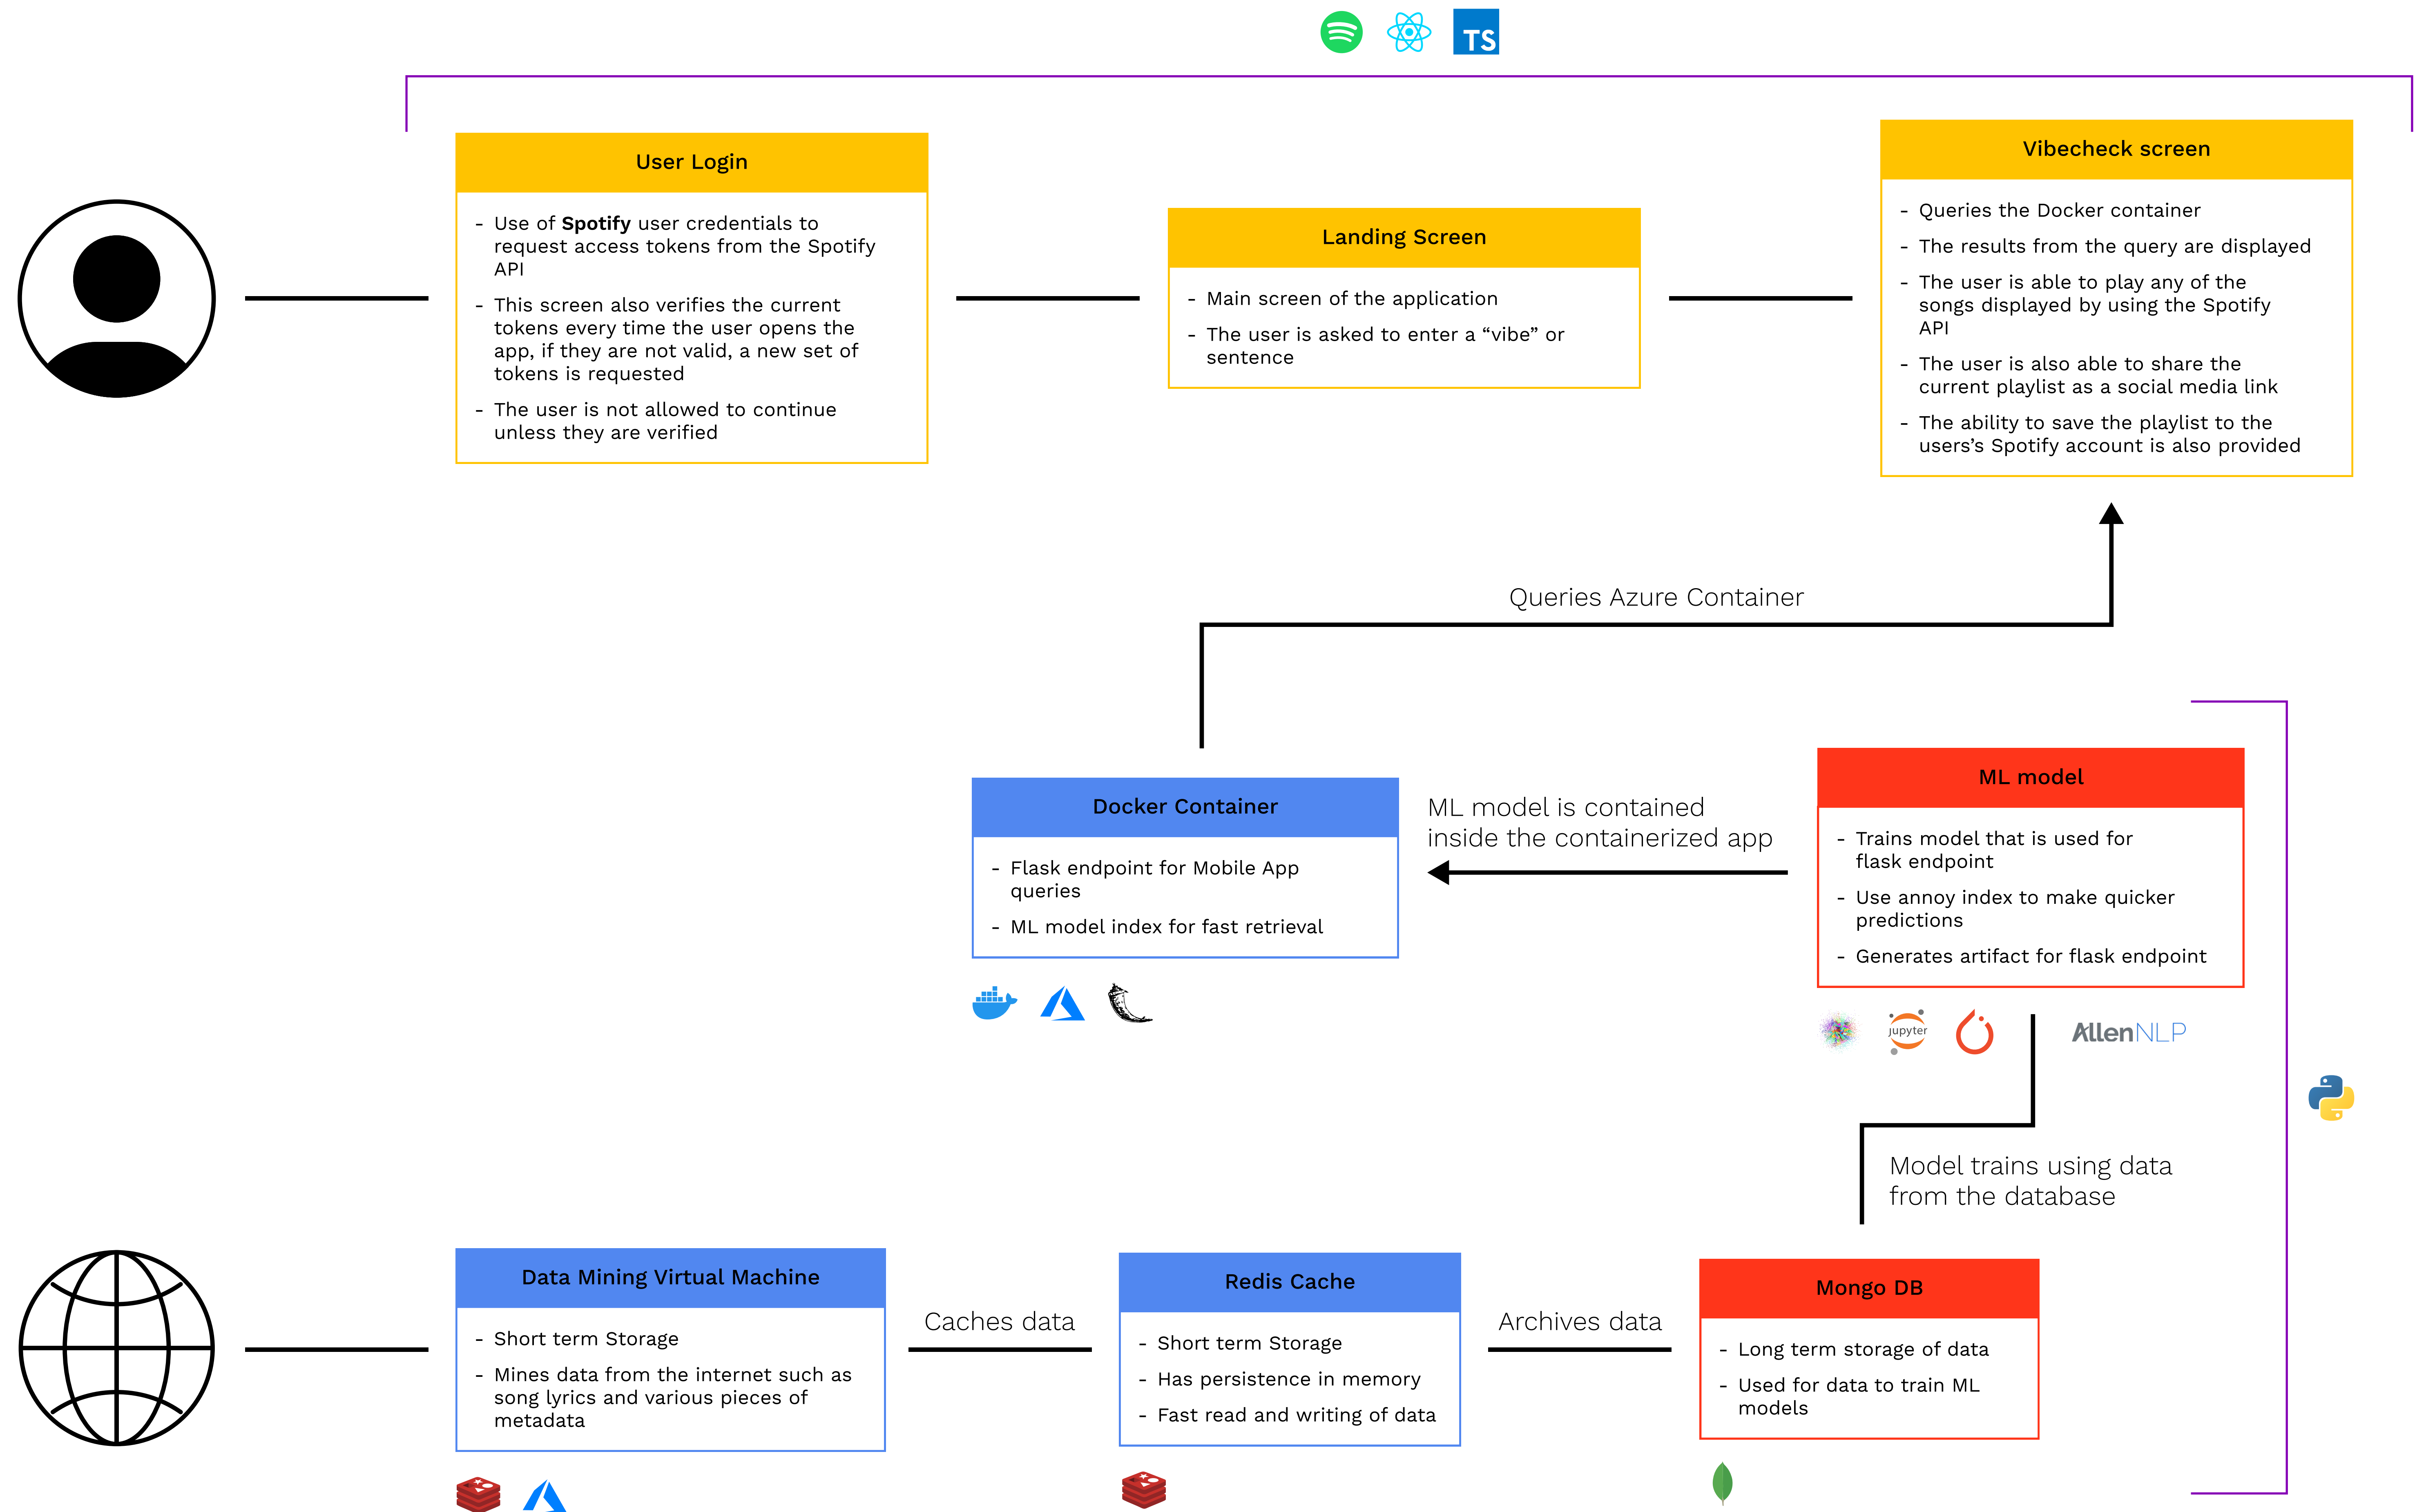 TS
User Login
- Use of Spotify user credentials to
request access tokens from the Spotify
API
- This screen also verifies the current
tokens every time the user opens the
app, if they are not valid, a new set of
tokens is requested
- The user is not allowed to continue
unless they are verified
Landing Screen
- Main screen of the application
- The user is asked to enter a “vibe” or
sentence
Vibecheck screen
- Queries the Docker container
- The results from the query are displayed
- The user is able to play any of the
songs displayed by using the Spotify
API
- The user is also able to share the
current playlist as a social media link
- The ability to save the playlist to the
users’s Spotify account is also provided
Queries Azure Container
Docker Container
- Flask endpoint for Mobile App
queries
- ML model index for fast retrieval
ML model is contained
inside the containerized app
ML model
- Trains model that is used for
flask endpoint
- Use annoy index to make quicker
predictions
- Generates artifact for flask endpoint
jupyter
AllenNLP
Model trains using data
from the database
Data Mining Virtual Machine
- Short term Storage
- Mines data from the internet such as
song lyrics and various pieces of
metadata
Caches data
Redis Cache
- Short term Storage
- Has persistence in memory
- Fast read and writing of data
Archives data
Mongo DB
- Long term storage of data
- Used for data to train ML
models